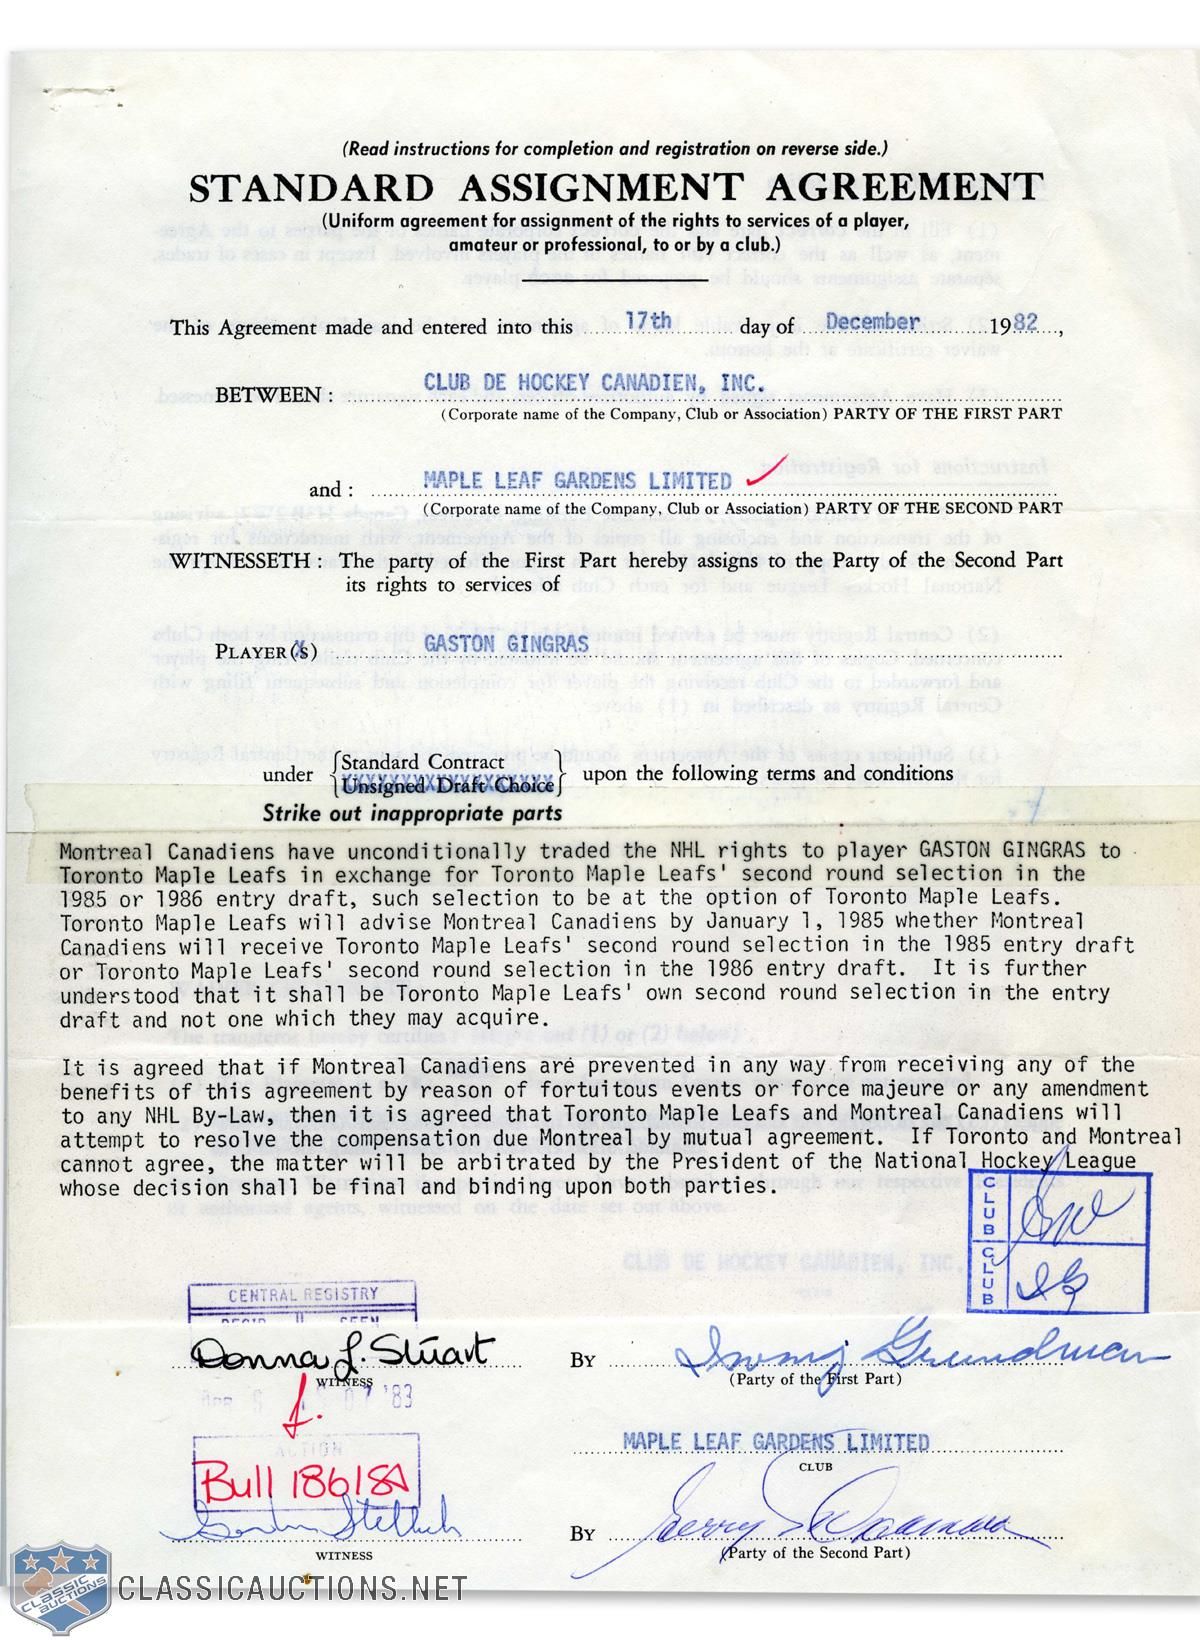 (Read instructions for completion and registration on reverse side.)
STANDARD ASSIGNMENT AGREEMENT
(Uniform agreement for assignment of the rights to services of a player,
amateur or professional, to or by a club.)
This Agreement made and entered into this 17th day of December 1982,
BETWEEN: CLUB DE HOCKEY CANADIEN, INC.
(Corporate name of the Company, Club or Association) PARTY OF THE FIRST PART
and: MAPLE LEAF GARDENS LIMITED
(Corporate name of the Company, Club or Association) PARTY OF THE SECOND PART
WITNESSETH: The party of the First Part hereby assigns to the Party of the Second Part
its rights to services of
PLAYER(S) GASTON GINGRAS
under Standard Contract upon the following terms and conditions
Unsigned Draft Choice
Strike out inappropriate parts
Montreal Canadiens have unconditionally traded the NHL rights to player GASTON GINGRAS to
Toronto Maple Leafs in exchange for Toronto Maple Leafs' second round selection in the
1985 or 1986 entry draft, such selection to be at the option of Toronto Maple Leafs.
Toronto Maple Leafs will advise Montreal Canadiens by January 1, 1985 whether Montreal
Canadiens will receive Toronto Maple Leafs' second round selection in the 1985 entry draft
or Toronto Maple Leafs' second round selection in the 1986 entry draft. It is further
understood that it shall be Toronto Maple Leafs' own second round selection in the entry
draft and not one which they may acquire.
It is agreed that if Montreal Canadiens are prevented in any way from receiving any of the
benefits of this agreement by reason of fortuitous events or force majeure or any amendment
to any NHL By-Law, then it is agreed that Toronto Maple Leafs and Montreal Canadiens will
attempt to resolve the compensation due Montreal by mutual agreement. If Toronto and Montreal
cannot agree, the matter will be arbitrated by the President of the National Hockey League
whose decision shall be final and binding upon both parties.
CLUB
CLUB IG
CENTRAL REGISTRY
Donna L. Stuart BY Irving Grundman
WITNESS (Party of the First Part)
'83
MAPLE LEAF GARDENS LIMITED
CLUB
ACTION
Bull 18618A
Gordon Stellick BY
WITNESS (Party of the Second Part)
CLASSIC AUCTIONS
CLASSICAUCTIONS.NET